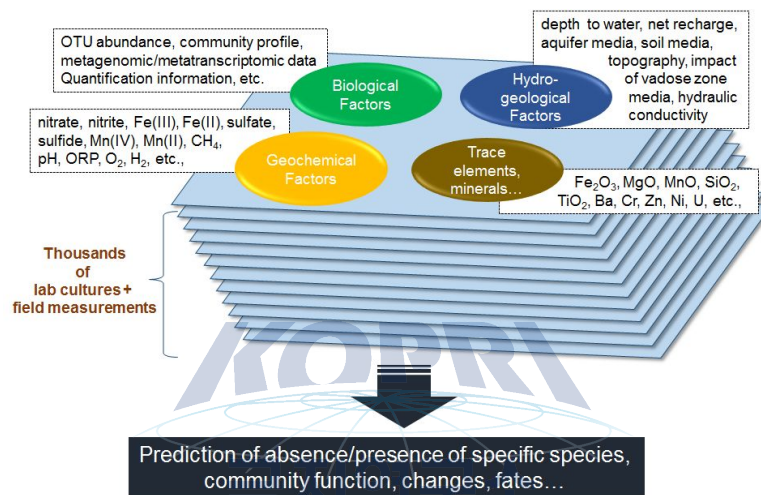 OTU abundance, community profile,
metagenomic/metatranscriptomic data
Quantification information, etc.
depth to water, net recharge,
aquifer media, soil media,
topography, impact
of vadose zone
media, hydraulic
conductivity
Biological
Factors
Hydro-
geological
Factors
nitrate, nitrite, Fe(III), Fe(II), sulfate,
sulfide, Mn(IV), Mn(II), CH₄,
pH, ORP, O₂, H₂, etc.,
Geochemical
Factors
Trace
elements,
minerals…
Fe₂O₃, MgO, MnO, SiO₂,
TiO₂, Ba, Cr, Zn, Ni, U, etc.,
Thousands
of
lab cultures +
field measurements
KOPRI
Prediction of absence/presence of specific species,
community function, changes, fates…